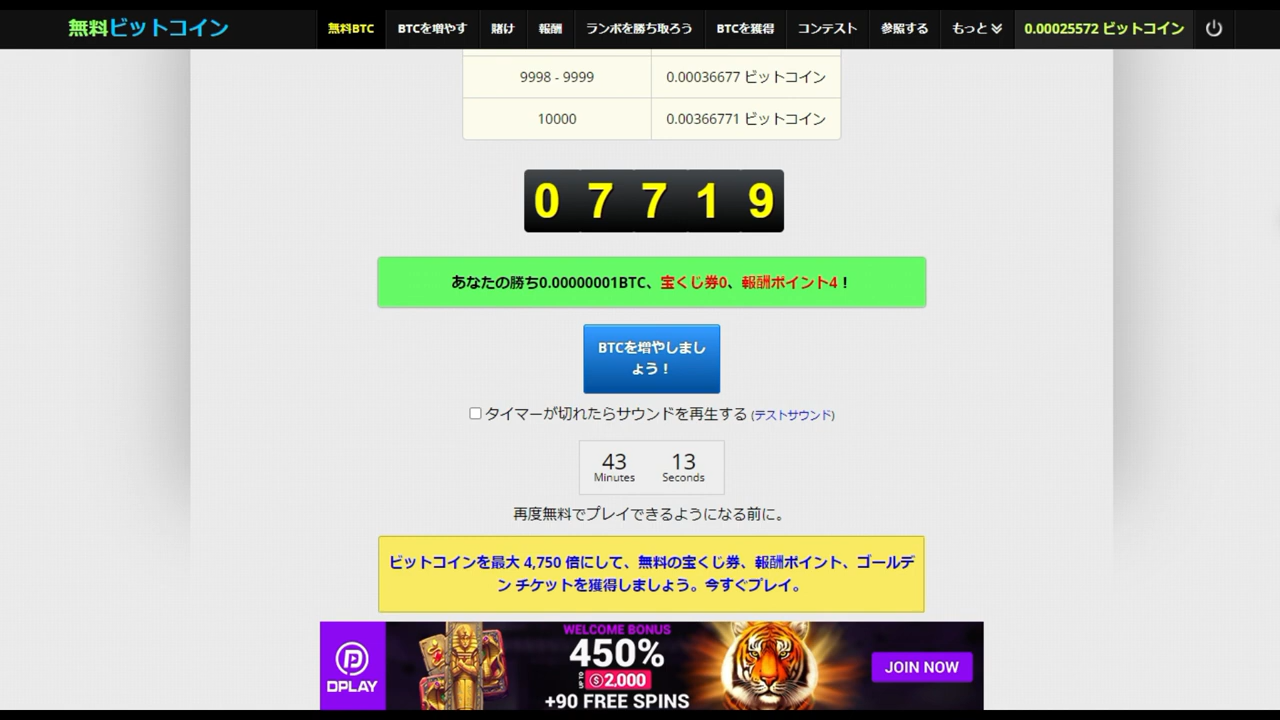 無料ビットコイン
無料BTC
BTCを増やす
賭け
報酬
ランボを勝ち取ろう
BTCを獲得
コンテスト
参照する
もっと
0.00025572 ビットコイン
9998 - 9999
0.00036677 ビットコイン
10000
0.00366771 ビットコイン
0 7 7 1 9
あなたの勝ち0.00000001BTC、宝くじ券0、報酬ポイント4！
BTCを増やしまし
ょう！
タイマーが切れたらサウンドを再生する (テストサウンド)
43
13
Minutes
Seconds
再度無料でプレイできるようになる前に。
ビットコインを最大 4,750 倍にして、無料の宝くじ券、報酬ポイント、ゴールデ
ン チケットを獲得しましょう。今すぐプレイ。
DPLAY
WELCOME BONUS
450%
UP TO $ 2,000
+90 FREE SPINS
JOIN NOW